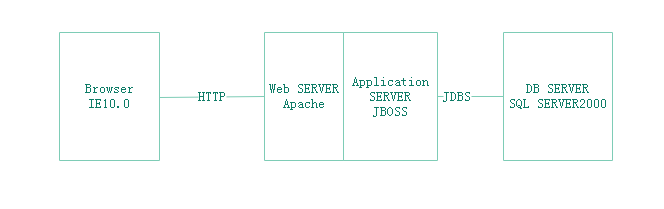 Browser
IE10.0
HTTP
Web SERVER
Apache
Application
SERVER
JBOSS
JDBS
DB SERVER
SQL SERVER2000